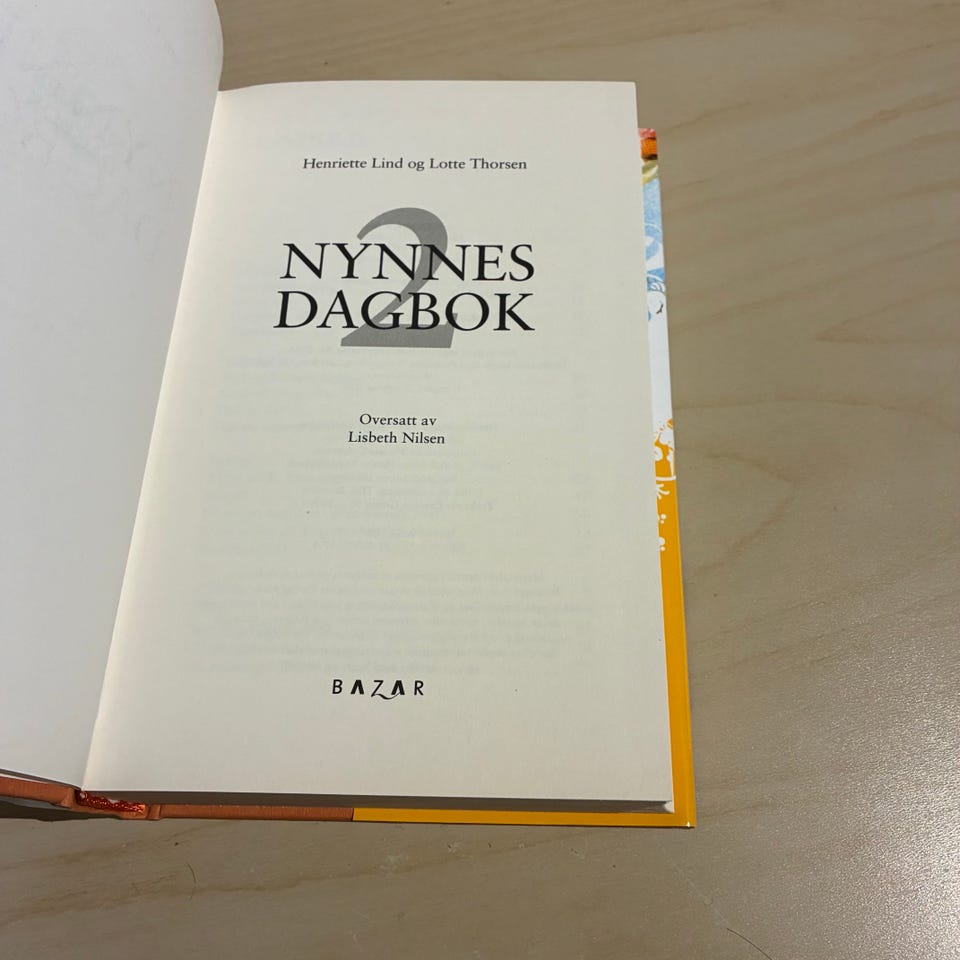 Henriette Lind og Lotte Thorsen
2
NYNNES
DAGBOK
Oversatt av
Lisbeth Nilsen
BAZAR